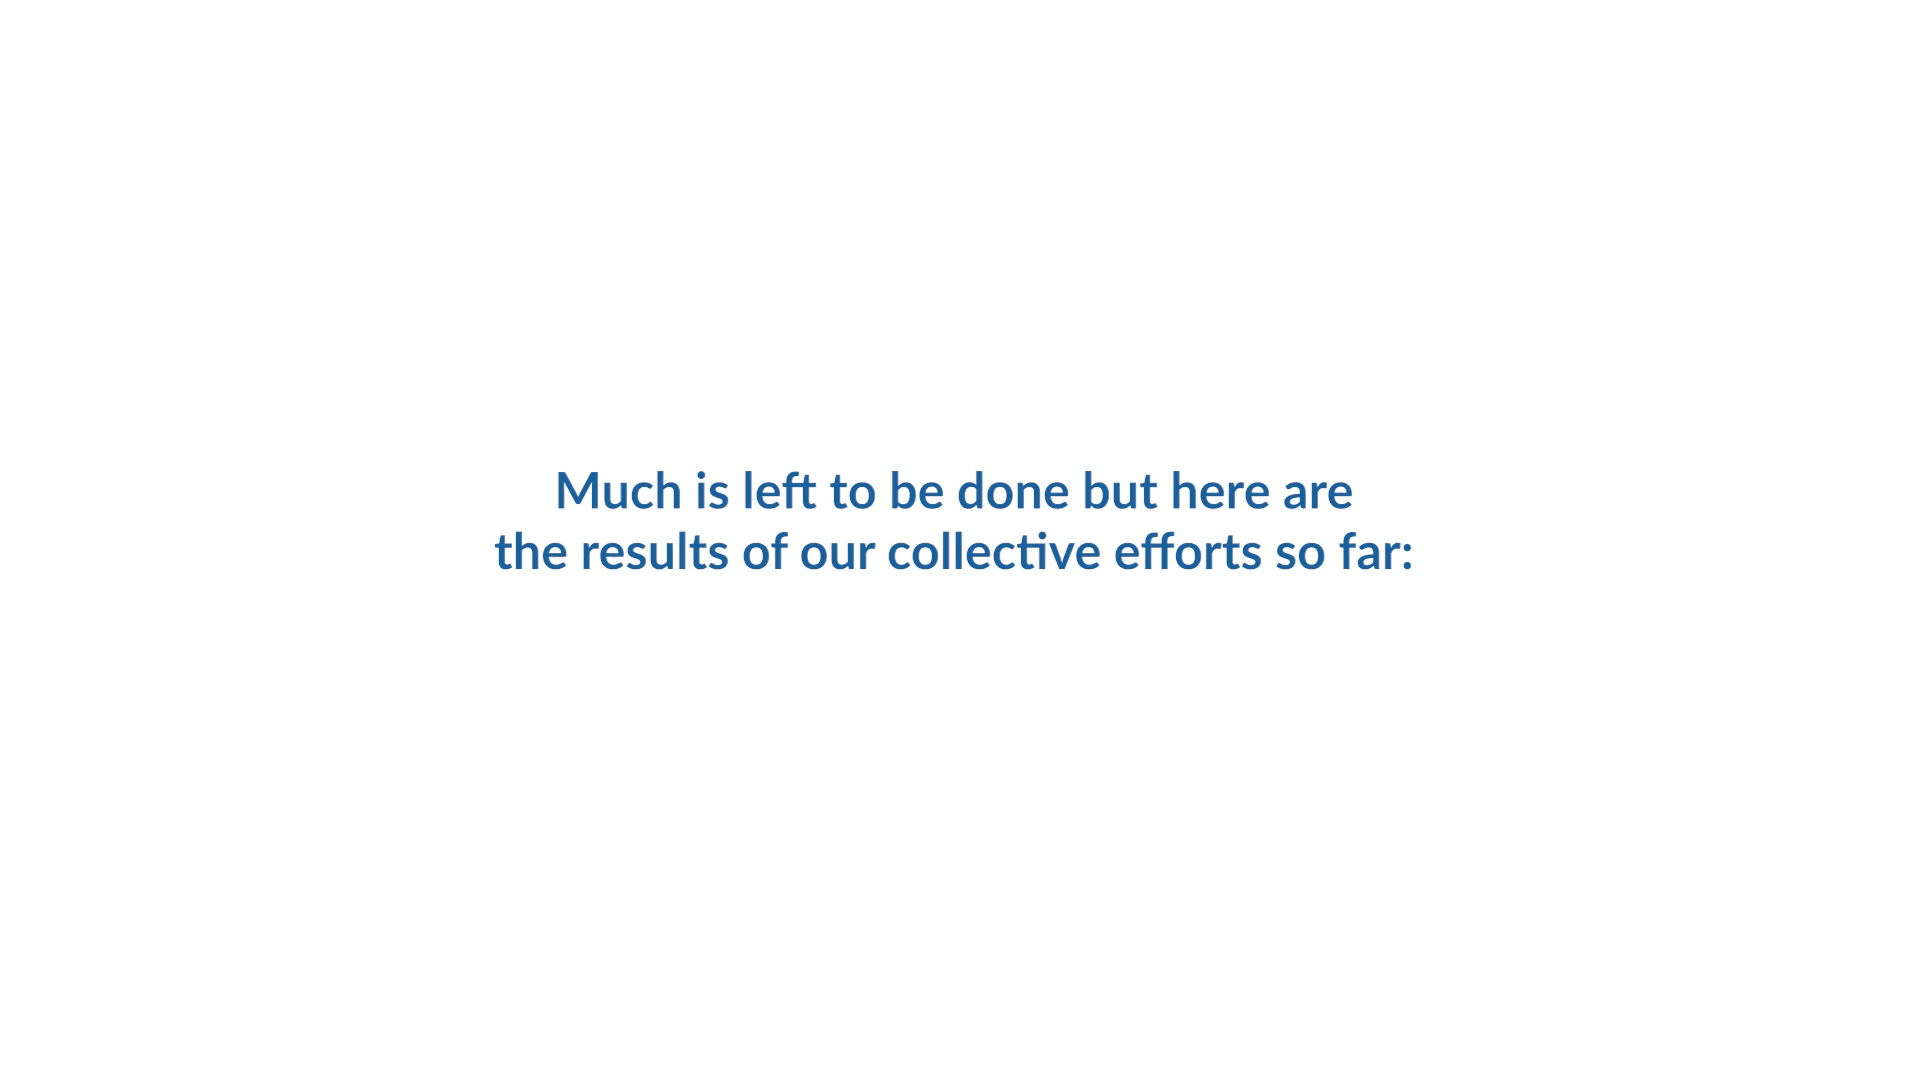 Much is left to be done but here are
the results of our collective efforts so far: